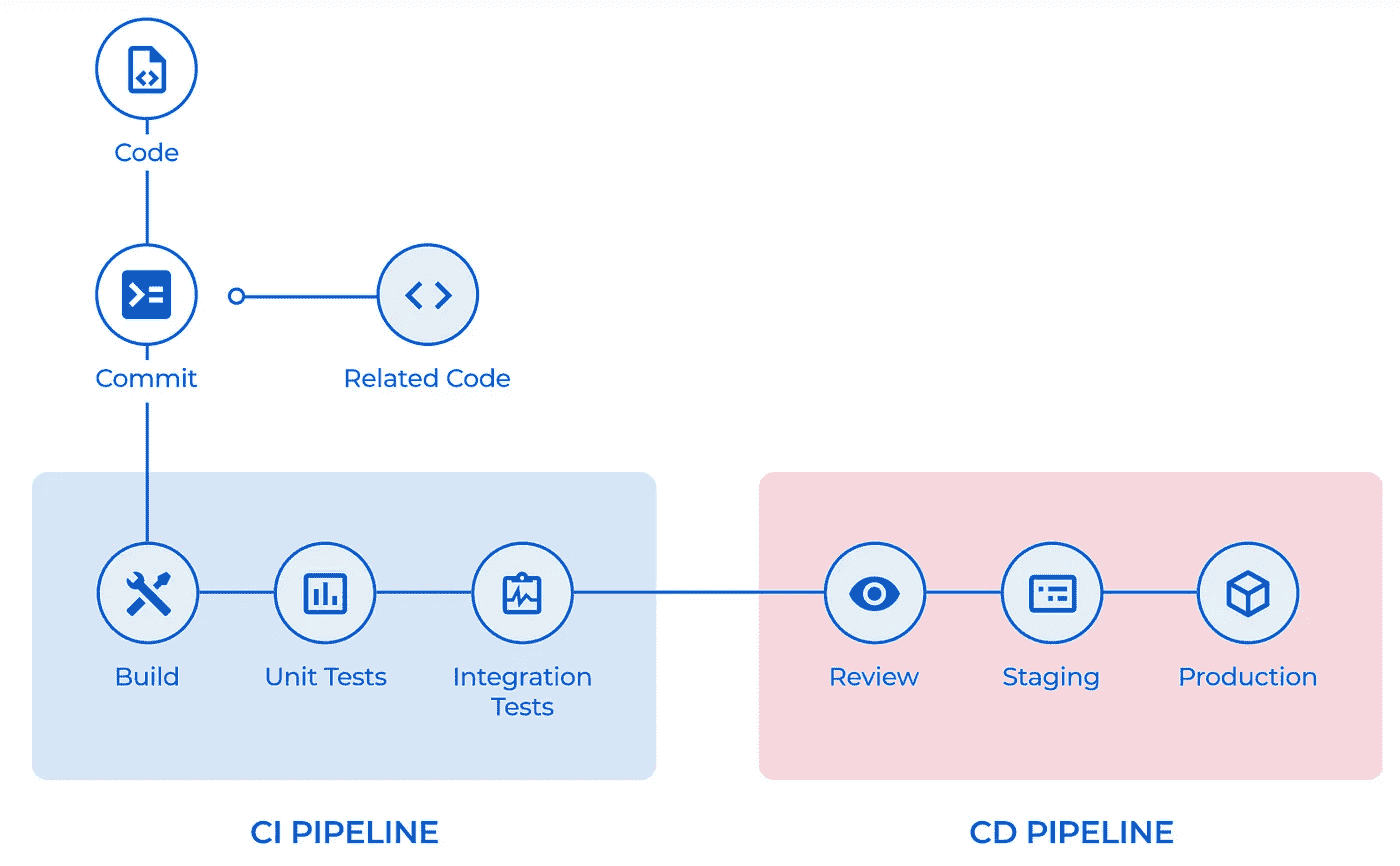 Code
Commit
Related Code
Build
Unit Tests
Integration
Tests
Review
Staging
Production
CI PIPELINE
CD PIPELINE